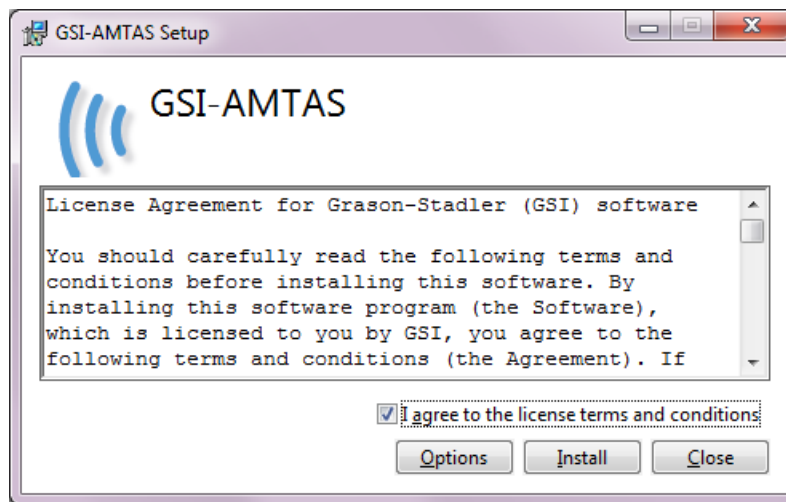 GSI-AMTAS Setup
GSI-AMTAS
License Agreement for Grason-Stadler (GSI) software
You should carefully read the following terms and
conditions before installing this software. By
installing this software program (the Software),
which is licensed to you by GSI, you agree to the
following terms and conditions (the Agreement). If
I agree to the license terms and conditions
Options Install Close